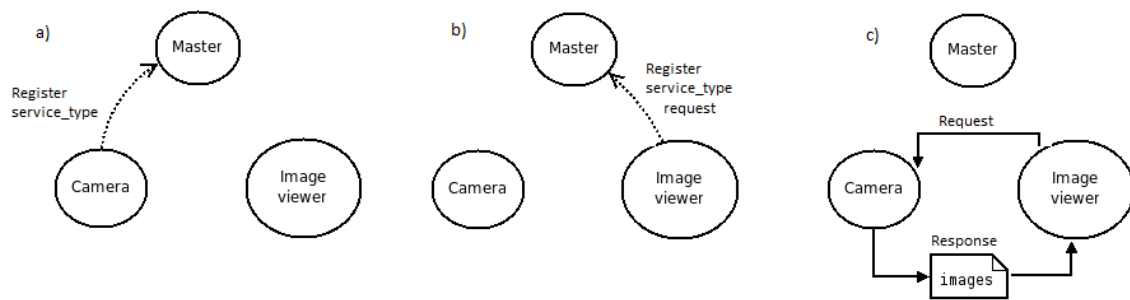 a)
Master
Register
service_type
Camera
Image
viewer
b)
Master
Register
service_type
request
Camera
Image
viewer
c)
Master
Request
Camera
Image
viewer
Response
images